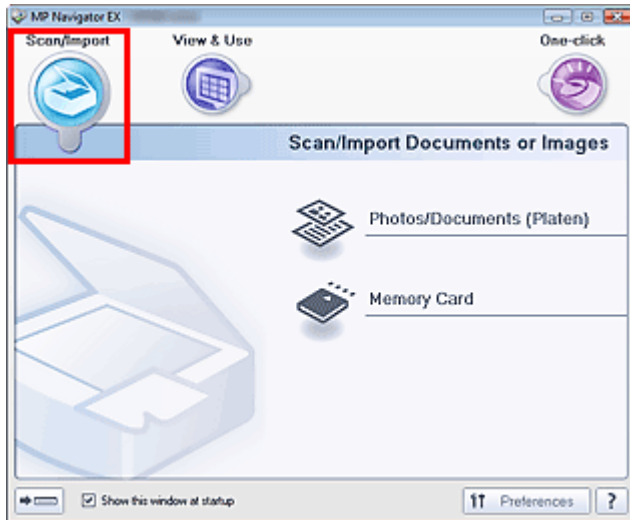 MP Navigator EX
Scan/Import View & Use One-click
Scan/Import Documents or Images
Photos/Documents (Platen)
Memory Card
Show this window at startup Preferences ?